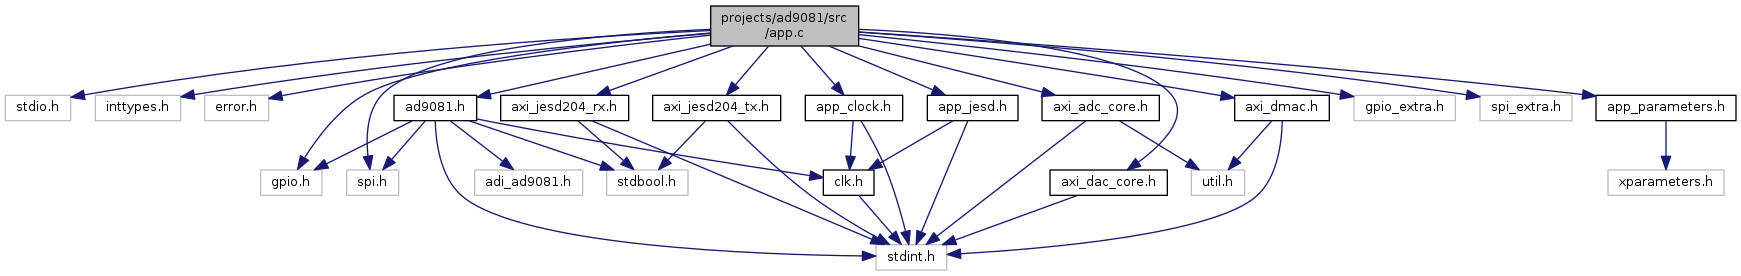 projects/ad9081/src
/app.c
stdio.h
inttypes.h
error.h
ad9081.h
axi_jesd204_rx.h
axi_jesd204_tx.h
app_clock.h
app_jesd.h
axi_adc_core.h
axi_dmac.h
gpio_extra.h
spi_extra.h
app_parameters.h
gpio.h
spi.h
adi_ad9081.h
stdbool.h
clk.h
axi_dac_core.h
util.h
xparameters.h
stdint.h